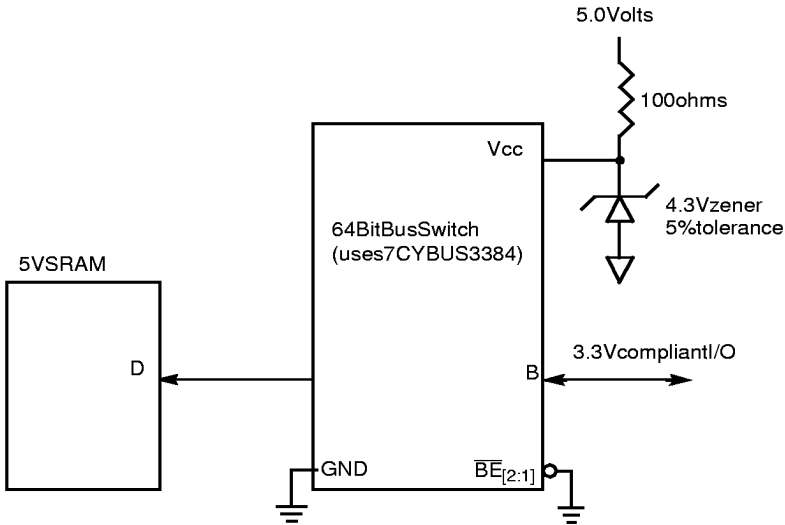 5.0Volts
100ohms
Vcc
4.3Vzener
5%tolerance
64BitBusSwitch
(uses7CYBUS3384)
5VSRAM
D
3.3VcompliantI/O
B
GND
BE[2:1]